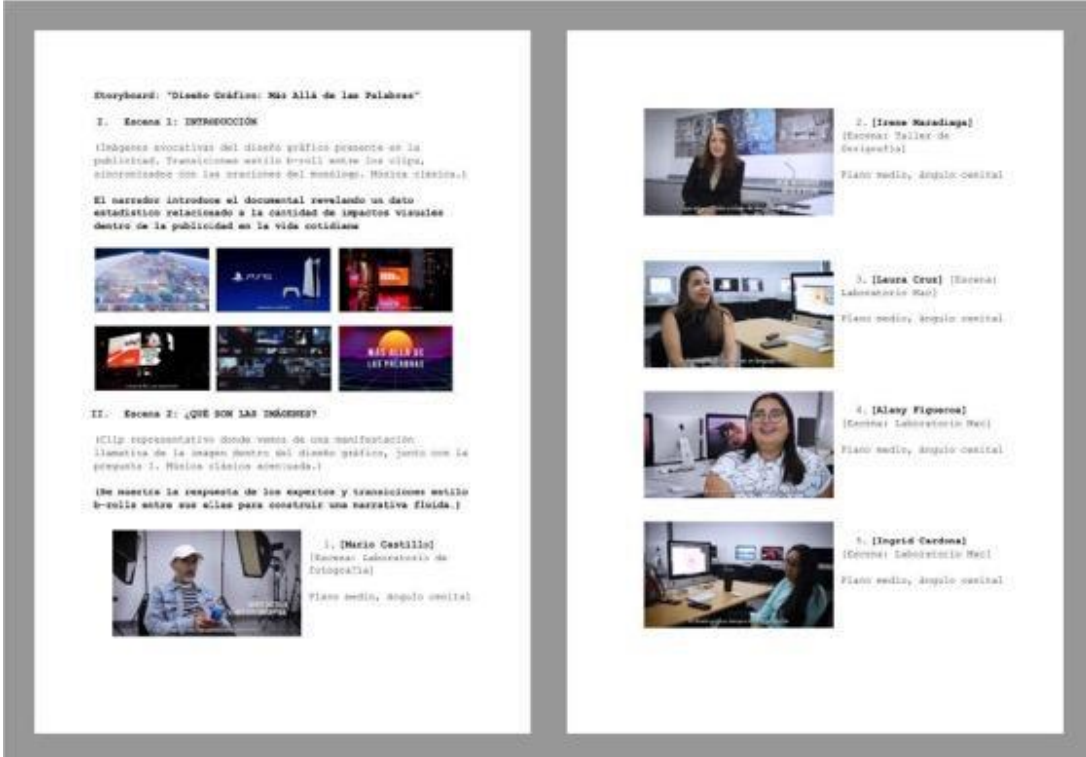 Storyboard: "Diseño Gráfico: Más Allá de las Palabras"
I. Escena 1: INTRODUCCIÓN
(Imágenes evocativas del diseño gráfico presente en la
publicidad. Transiciones estilo b-roll entre los clips,
sincronizados con las oraciones del monólogo. Música clásica.)
El narrador introduce el documental revelando un dato
estadístico relacionado a la cantidad de impactos visuales
dentro de la publicidad en la vida cotidiana
PS5
MÁS ALLÁ DE
LAS PALABRAS
II. Escena 2: ¿QUÉ SON LAS IMÁGENES?
(Clip representativo donde vemos de una manifestación
llamativa de la imagen dentro del diseño gráfico, junto con la
pregunta 1. Música clásica acentuada.)
(Se muestra la respuesta de los expertos y transiciones estilo
b-rolls entre sus ellas para construir una narrativa fluida.)
1. [Mario Castillo]
[Escena: Laboratorio de
fotografía]
Plano medio, ángulo cenital
2. [Irene Maradiaga]
[Escena: Taller de
Serigrafía]
Plano medio, ángulo cenital
3. [Laura Cruz] [Escena:
Laboratorio Mac]
Plano medio, ángulo cenital
4. [Alany Figueroa]
[Escena: Laboratorio Mac]
Plano medio, ángulo cenital
5. [Ingrid Cardona]
[Escena: Laboratorio Mac]
Plano medio, ángulo cenital